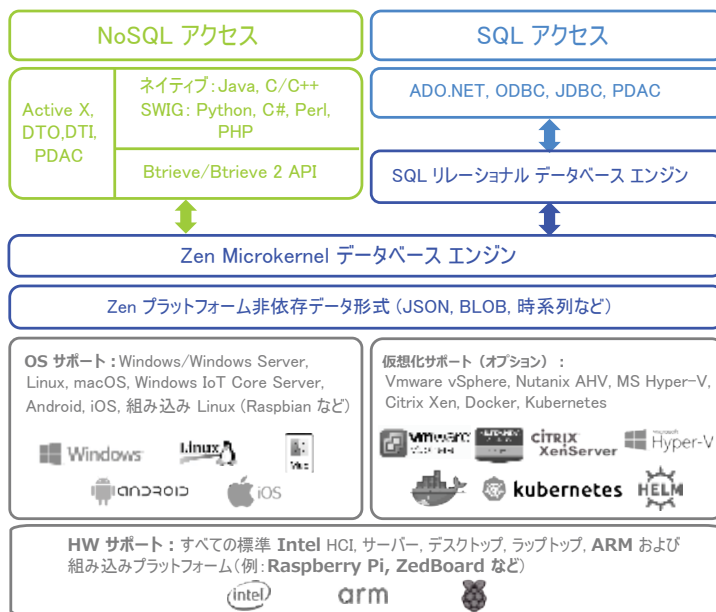 NoSQL アクセス
SQL アクセス
Active X,
DTO,DTI,
PDAC
ネイティブ：Java, C/C++
SWIG： Python, C#, Perl,
PHP
Btrieve/Btrieve 2 API
ADO.NET, ODBC, JDBC, PDAC
SQL リレーショナル データベース エンジン
Zen Microkernel データベース エンジン
Zen プラットフォーム非依存データ形式 (JSON, BLOB, 時系列など)
OS サポート：Windows/Windows Server,
Linux, macOS, Windows IoT Core Server,
Android, iOS, 組み込み Linux (Raspbian など)
Windows
Linux
Mac
android
iOS
仮想化サポート（オプション）：
Vmware vSphere, Nutanix AHV, MS Hyper-V,
Citrix Xen, Docker, Kubernetes
vmware
CİTRIX
XenServer
Microsoft
Hyper-V
kubernetes
HELM
HW サポート：すべての標準 Intel HCI, サーバー, デスクトップ, ラップトップ, ARM および
組み込みプラットフォーム（例：Raspberry Pi, ZedBoard など）
intel
arm